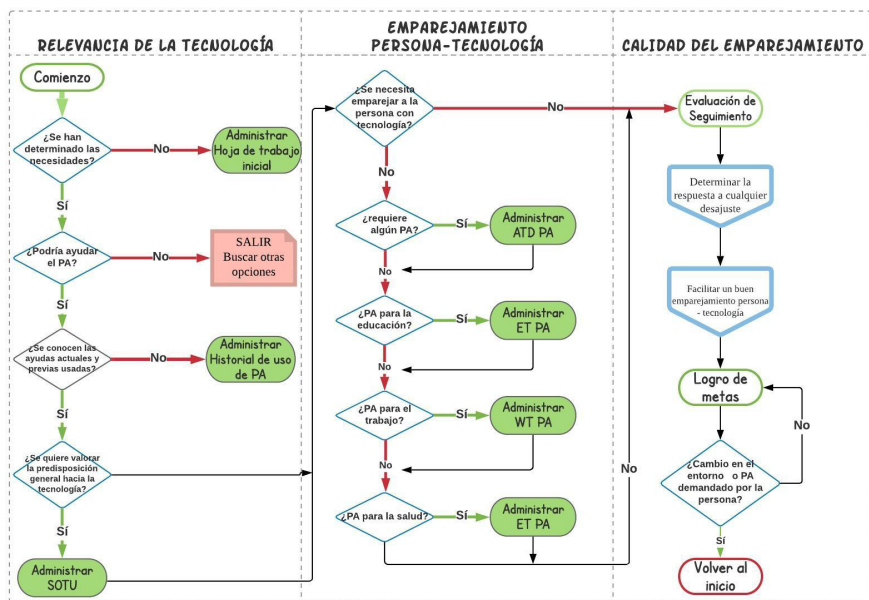 RELEVANCIA DE LA TECNOLOGÍA
Comienzo
¿Se han
determinado las
necesidades?
No
Administrar
Hoja de trabajo
inicial
Sí
¿Podría ayudar
el PA?
No
SALIR
Buscar otras
opciones
Sí
¿Se conocen las
ayudas actuales y
previas usadas?
No
Administrar
Historial de uso
de PA
Sí
¿Se quiere valorar
la predisposición
general hacia la
tecnología?
Sí
Administrar
SOTU
EMPAREJAMIENTO
PERSONA-TECNOLOGÍA
¿Se necesita
emparejar a la
persona con
tecnología?
No
No
¿requiere
algún PA?
Sí
Administrar
ATD PA
No
¿PA para la
educación?
Sí
Administrar
ET PA
No
¿PA para el
trabajo?
Sí
Administrar
WT PA
No
¿PA para la salud?
Sí
Administrar
ET PA
No
CALIDAD DEL EMPAREJAMIENTO
Evaluación de
Seguimiento
Determinar la
respuesta a cualquier
desajuste
Facilitar un buen
emparejamiento persona
- tecnología
Logro de
metas
No
¿Cambio en el
entorno o PA
demandado por la
persona?
Sí
Volver al
inicio